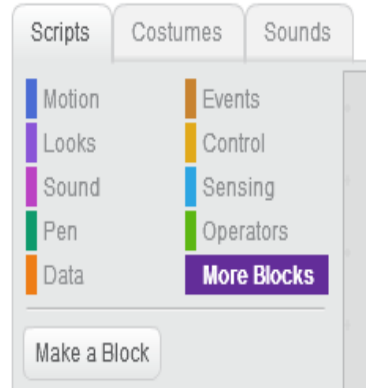 Scripts Costumes Sounds
Motion Events
Looks Control
Sound Sensing
Pen Operators
Data More Blocks
Make a Block